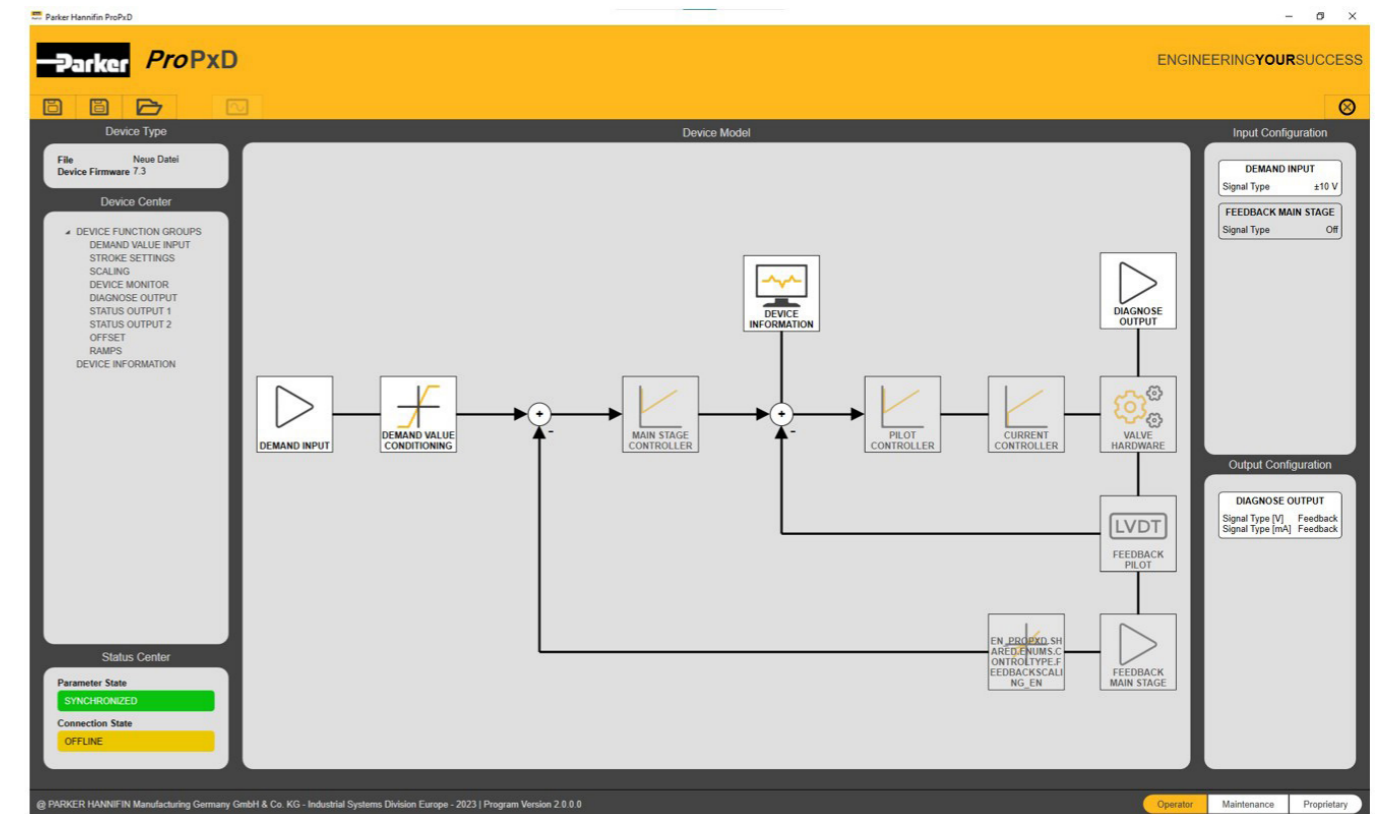 Parker Hannifin ProPxD
Parker ProPxD
ENGINEERINGYOURSUCCESS
Device Type
File Neue Datei
Device Firmware 7.3
Device Center
DEVICE FUNCTION GROUPS
DEMAND VALUE INPUT
STROKE SETTINGS
SCALING
DEVICE MONITOR
DIAGNOSE OUTPUT
STATUS OUTPUT 1
STATUS OUTPUT 2
OFFSET
RAMPS
DEVICE INFORMATION
Status Center
Parameter State
SYNCHRONIZED
Connection State
OFFLINE
Device Model
DEVICE
INFORMATION
DIAGNOSE
OUTPUT
DEMAND INPUT
DEMAND VALUE
CONDITIONING
+
-
MAIN STAGE
CONTROLLER
+
-
PILOT
CONTROLLER
CURRENT
CONTROLLER
VALVE
HARDWARE
LVDT
FEEDBACK
PILOT
EN_PROPXD.SH
ARED.ENUMS.C
ONTROLTYPE.F
EEDBACKSCALI
NG_EN
FEEDBACK
MAIN STAGE
Input Configuration
DEMAND INPUT
Signal Type ±10 V
FEEDBACK MAIN STAGE
Signal Type Off
Output Configuration
DIAGNOSE OUTPUT
Signal Type [V] Feedback
Signal Type [mA] Feedback
@ PARKER HANNIFIN Manufacturing Germany GmbH & Co. KG - Industrial Systems Division Europe - 2023 | Program Version 2.0.0.0
Operator Maintenance Proprietary